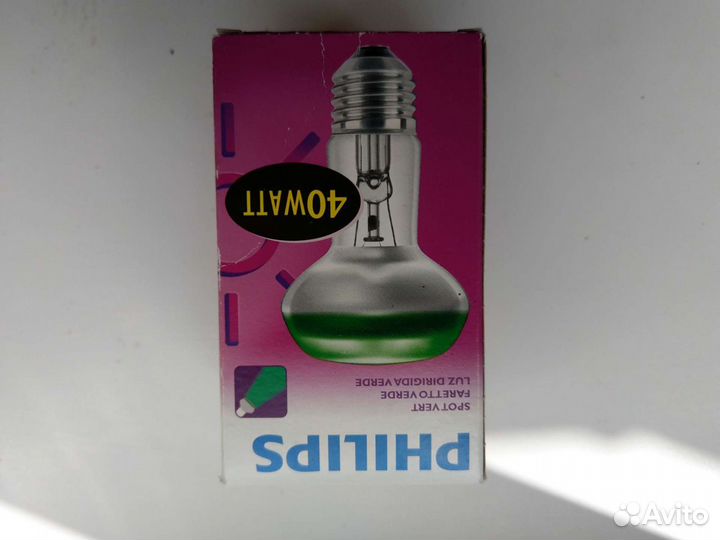 PHILIPS
SPOT VERT
FARETTO VERDE
LUZ DIRIGIDA VERDE
40WATT
Avito